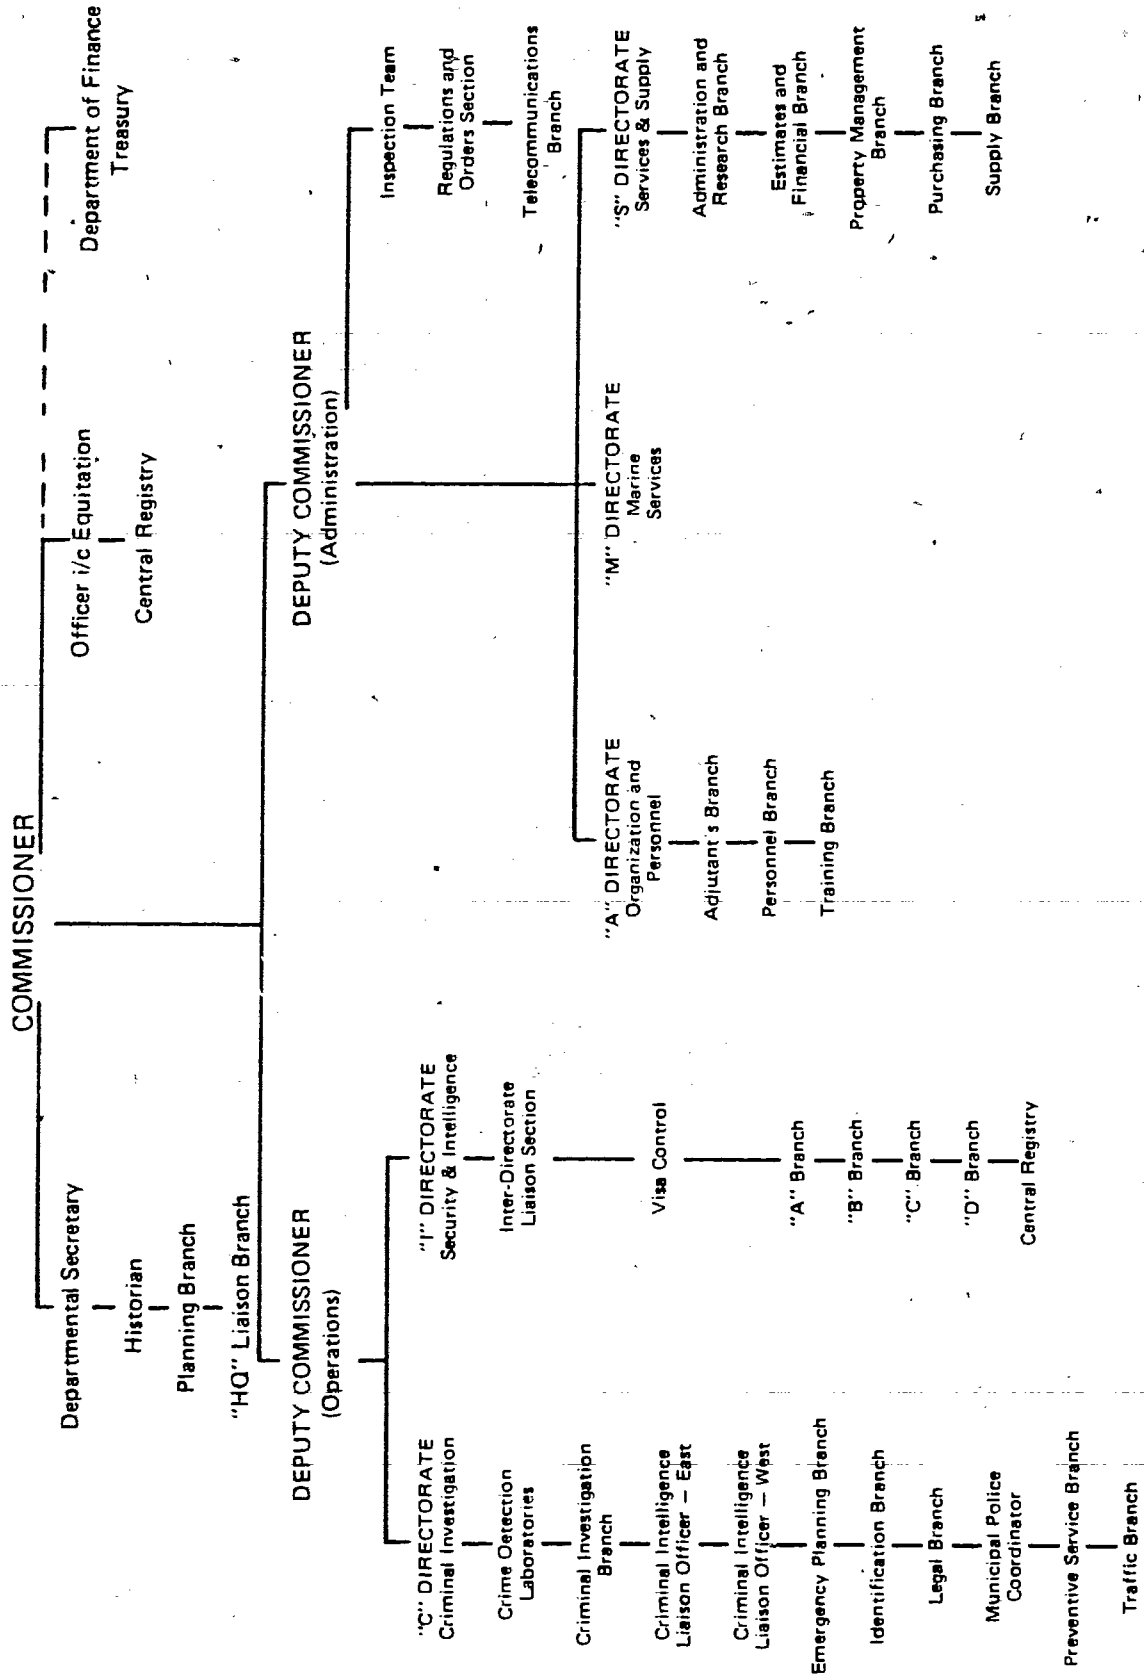 COMMISSIONER
Departmental Secretary
Historian
Planning Branch
"HQ" Liaison Branch
Officer i/c Equitation
Central Registry
Department of Finance
Treasury
DEPUTY COMMISSIONER
(Operations)
DEPUTY COMMISSIONER
(Administration)
Inspection Team
Regulations and
Orders Section
Telecommunications
Branch
"C" DIRECTORATE
Criminal Investigation
Crime Detection
Laboratories
Criminal Investigation
Branch
Criminal Intelligence
Liaison Officer — East
Criminal Intelligence
Liaison Officer — West
Emergency Planning Branch
Identification Branch
Legal Branch
Municipal Police
Coordinator
Preventive Service Branch
Traffic Branch
"I" DIRECTORATE
Security & Intelligence
Inter-Directorate
Liaison Section
Visa Control
"A" Branch
"B" Branch
"C" Branch
"D" Branch
Central Registry
"A" DIRECTORATE
Organization and
Personnel
Adjutant's Branch
Personnel Branch
Training Branch
"M" DIRECTORATE
Marine
Services
"S" DIRECTORATE
Services & Supply
Administration and
Research Branch
Estimates and
Financial Branch
Property Management
Branch
Purchasing Branch
Supply Branch